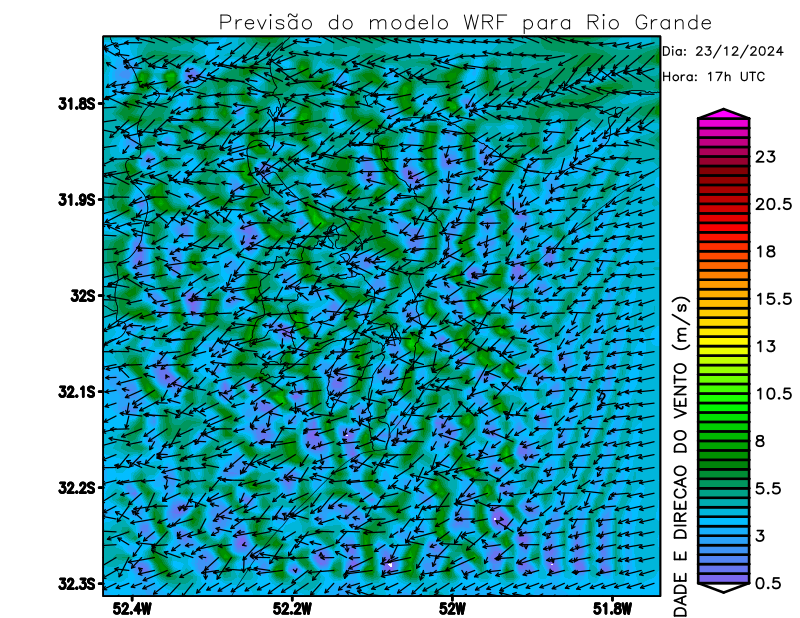 Previsão do modelo WRF para Rio Grande
Dia: 23/12/2024
Hora: 17h UTC
31.8S
31.9S
32S
32.1S
32.2S
32.3S
52.4W
52.2W
52W
51.8W
23
20.5
18
15.5
13
10.5
8
5.5
3
0.5
DADE E DIRECAO DO VENTO (m/s)